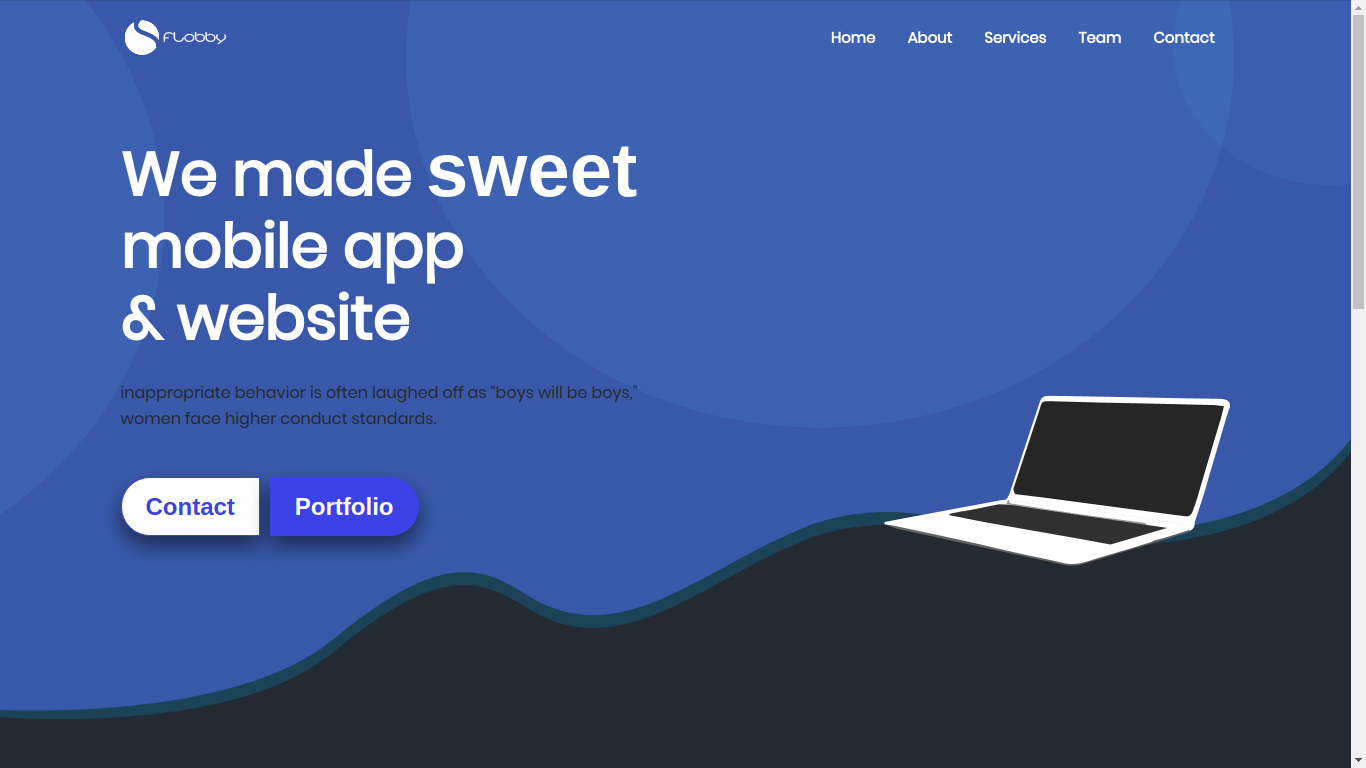 fLobby
Home About Services Team Contact
We made sweet
mobile app
& website
inappropriate behavior is often laughed off as “boys will be boys,”
women face higher conduct standards.
Contact Portfolio